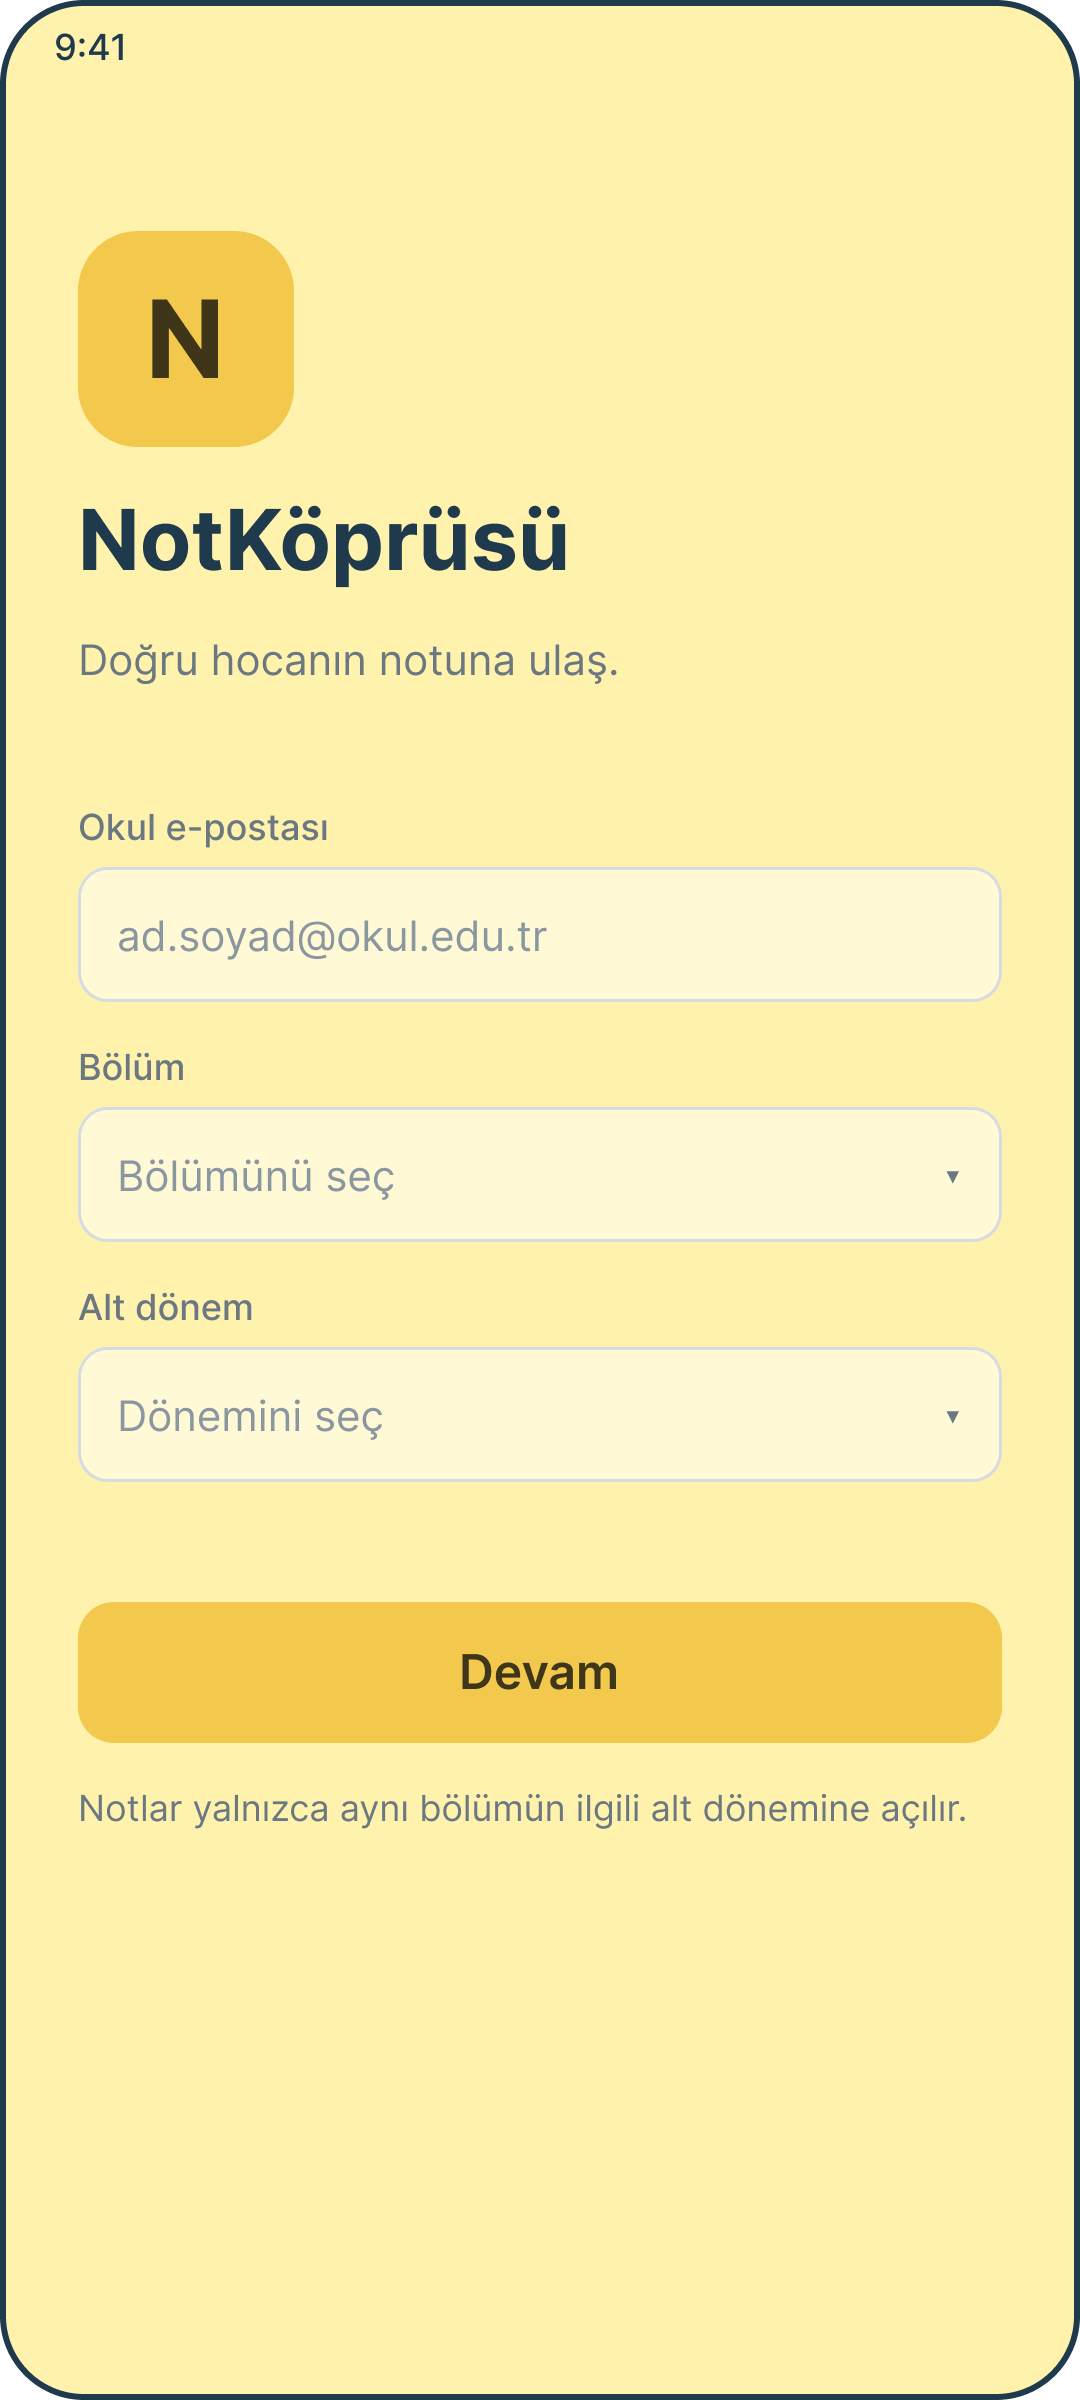 9:41
N
NotKöprüsü
Doğru hocanın notuna ulaş.
Okul e-postası
ad.soyad@okul.edu.tr
Bölüm
Bölümünü seç
Alt dönem
Dönemini seç
Devam
Notlar yalnızca aynı bölümün ilgili alt dönemine açılır.